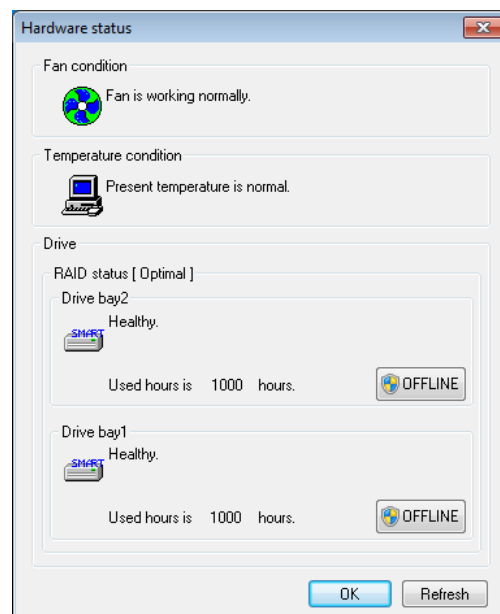 Hardware status
Fan condition
Fan is working normally.
Temperature condition
Present temperature is normal.
Drive
RAID status [ Optimal ]
Drive bay2
SMART
Healthy.
Used hours is 1000 hours.
OFFLINE
Drive bay1
SMART
Healthy.
Used hours is 1000 hours.
OFFLINE
OK
Refresh